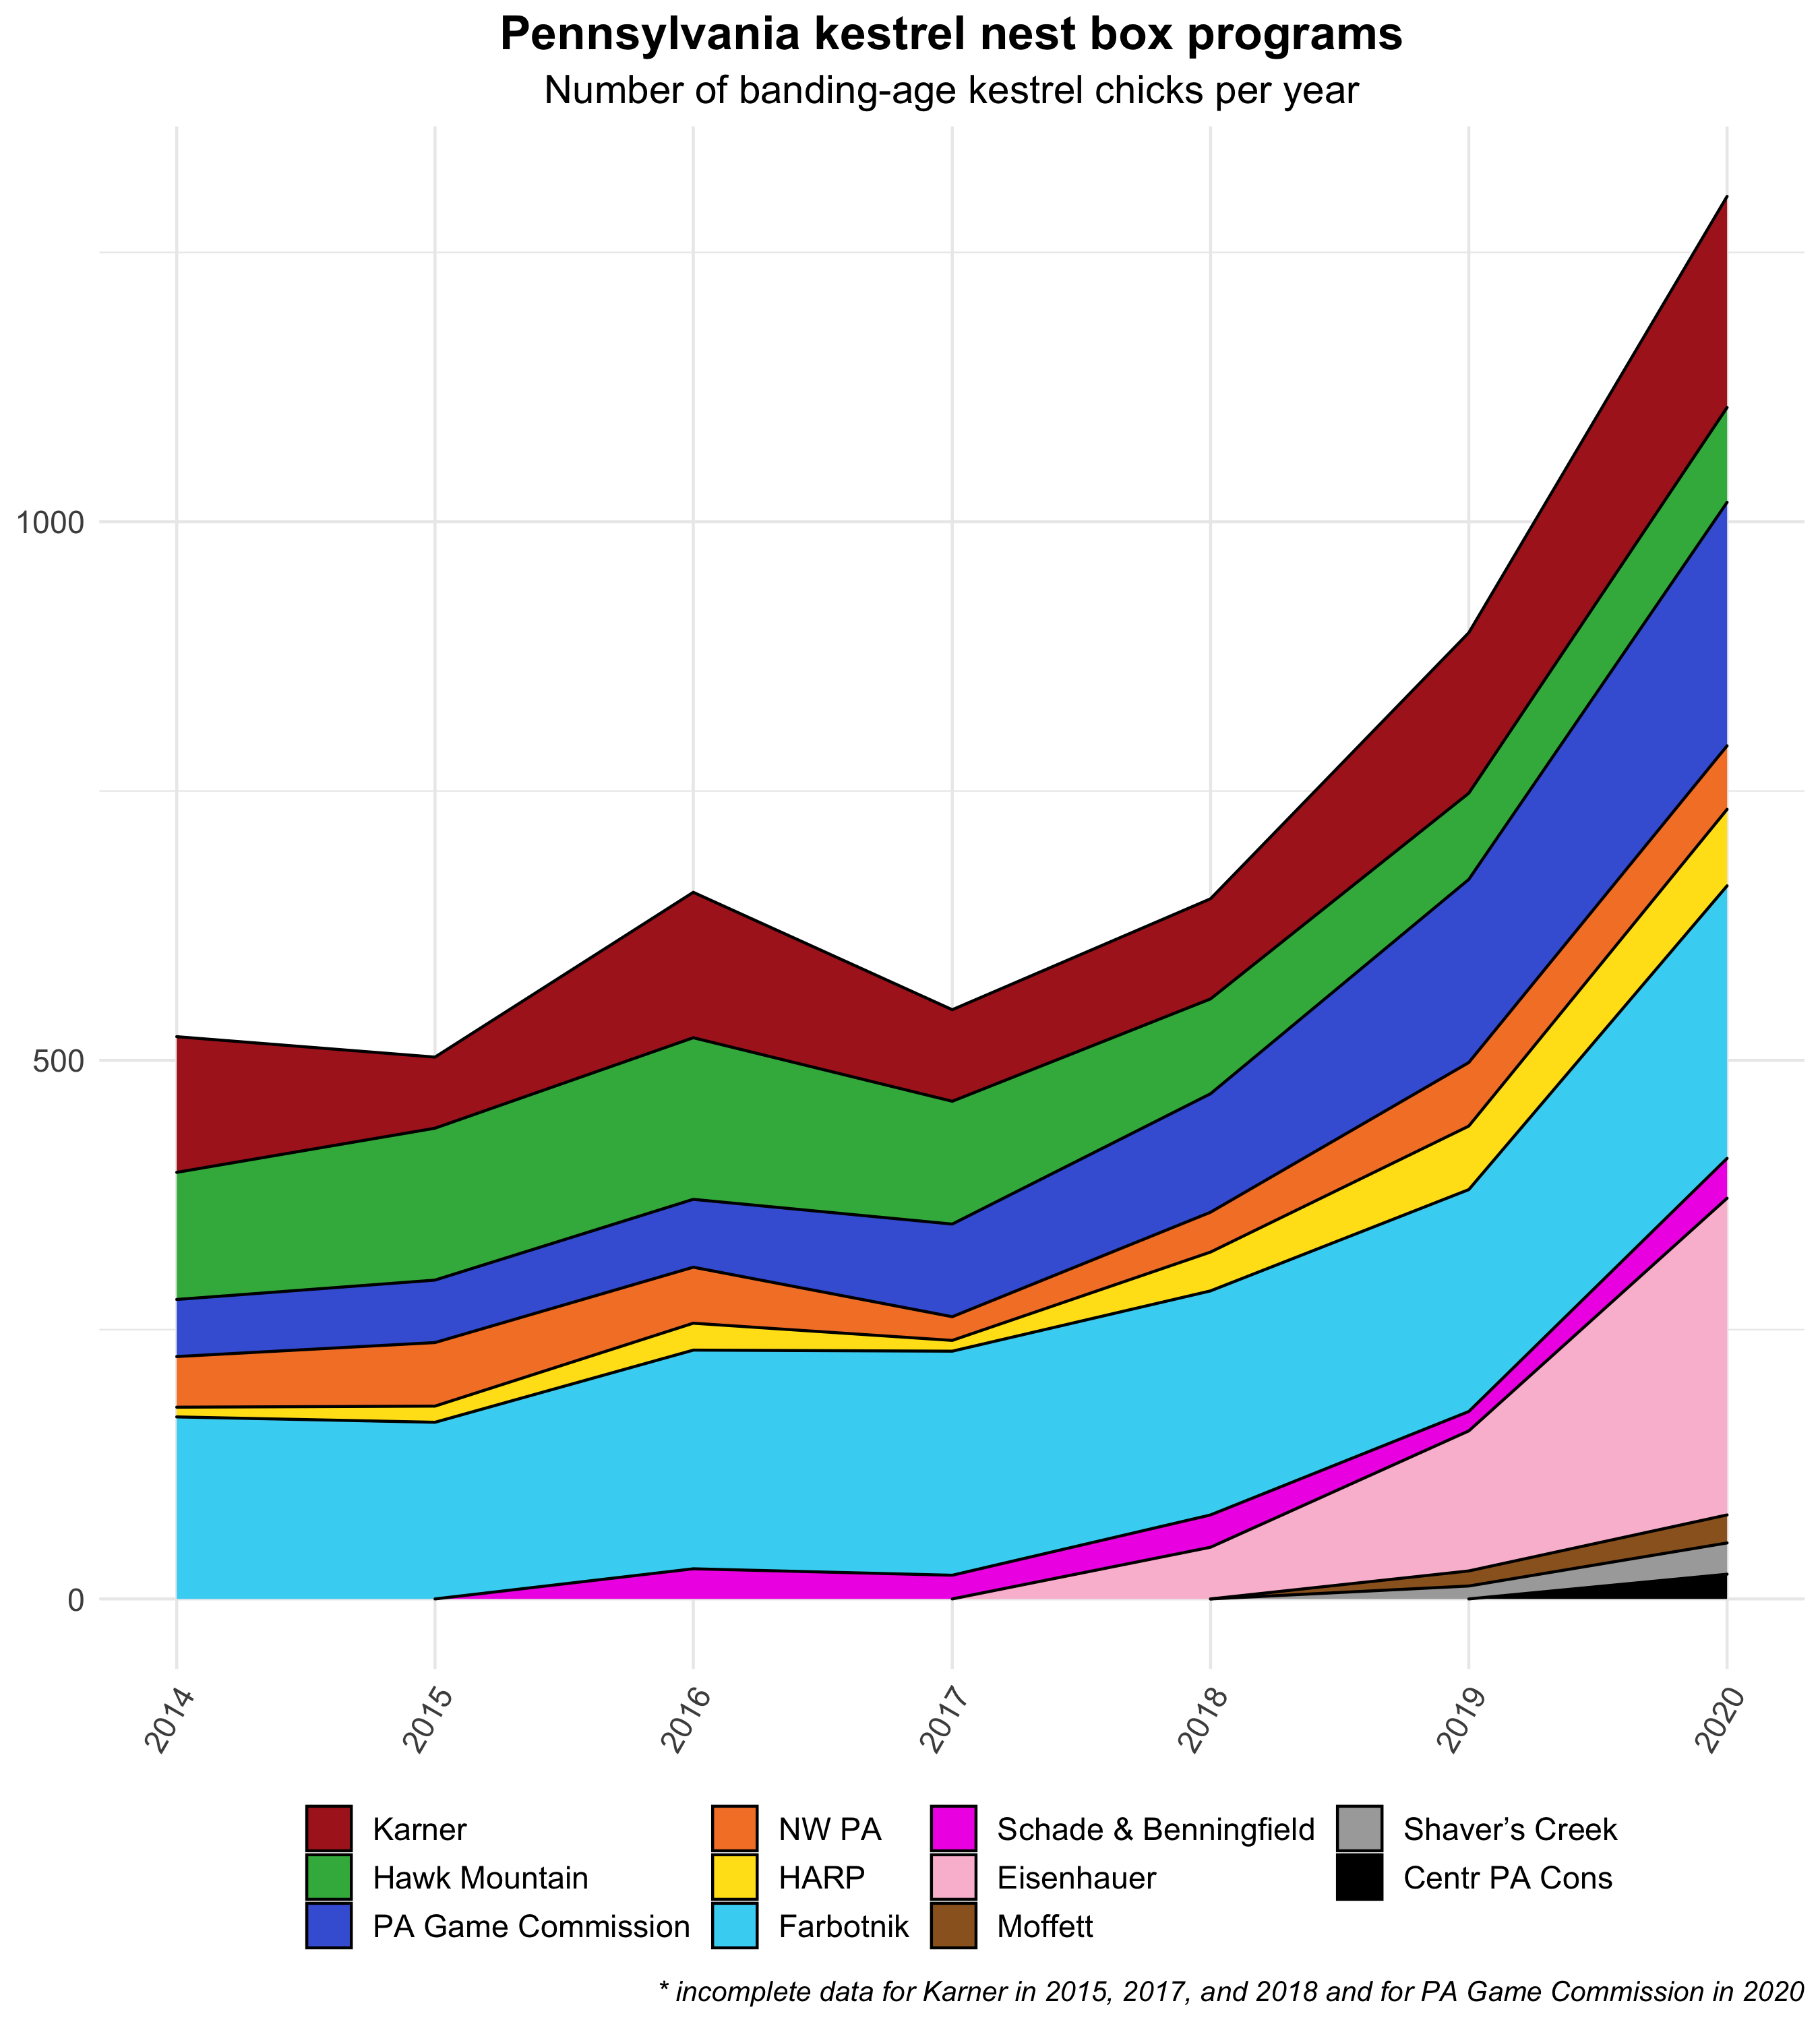 Pennsylvania kestrel nest box programs
Number of banding-age kestrel chicks per year
1000
500
0
2014
2015
2016
2017
2018
2019
2020
Karner
Hawk Mountain
PA Game Commission
NW PA
HARP
Farbotnik
Schade & Benningfield
Eisenhauer
Moffett
Shaver’s Creek
Centr PA Cons
* incomplete data for Karner in 2015, 2017, and 2018 and for PA Game Commission in 2020